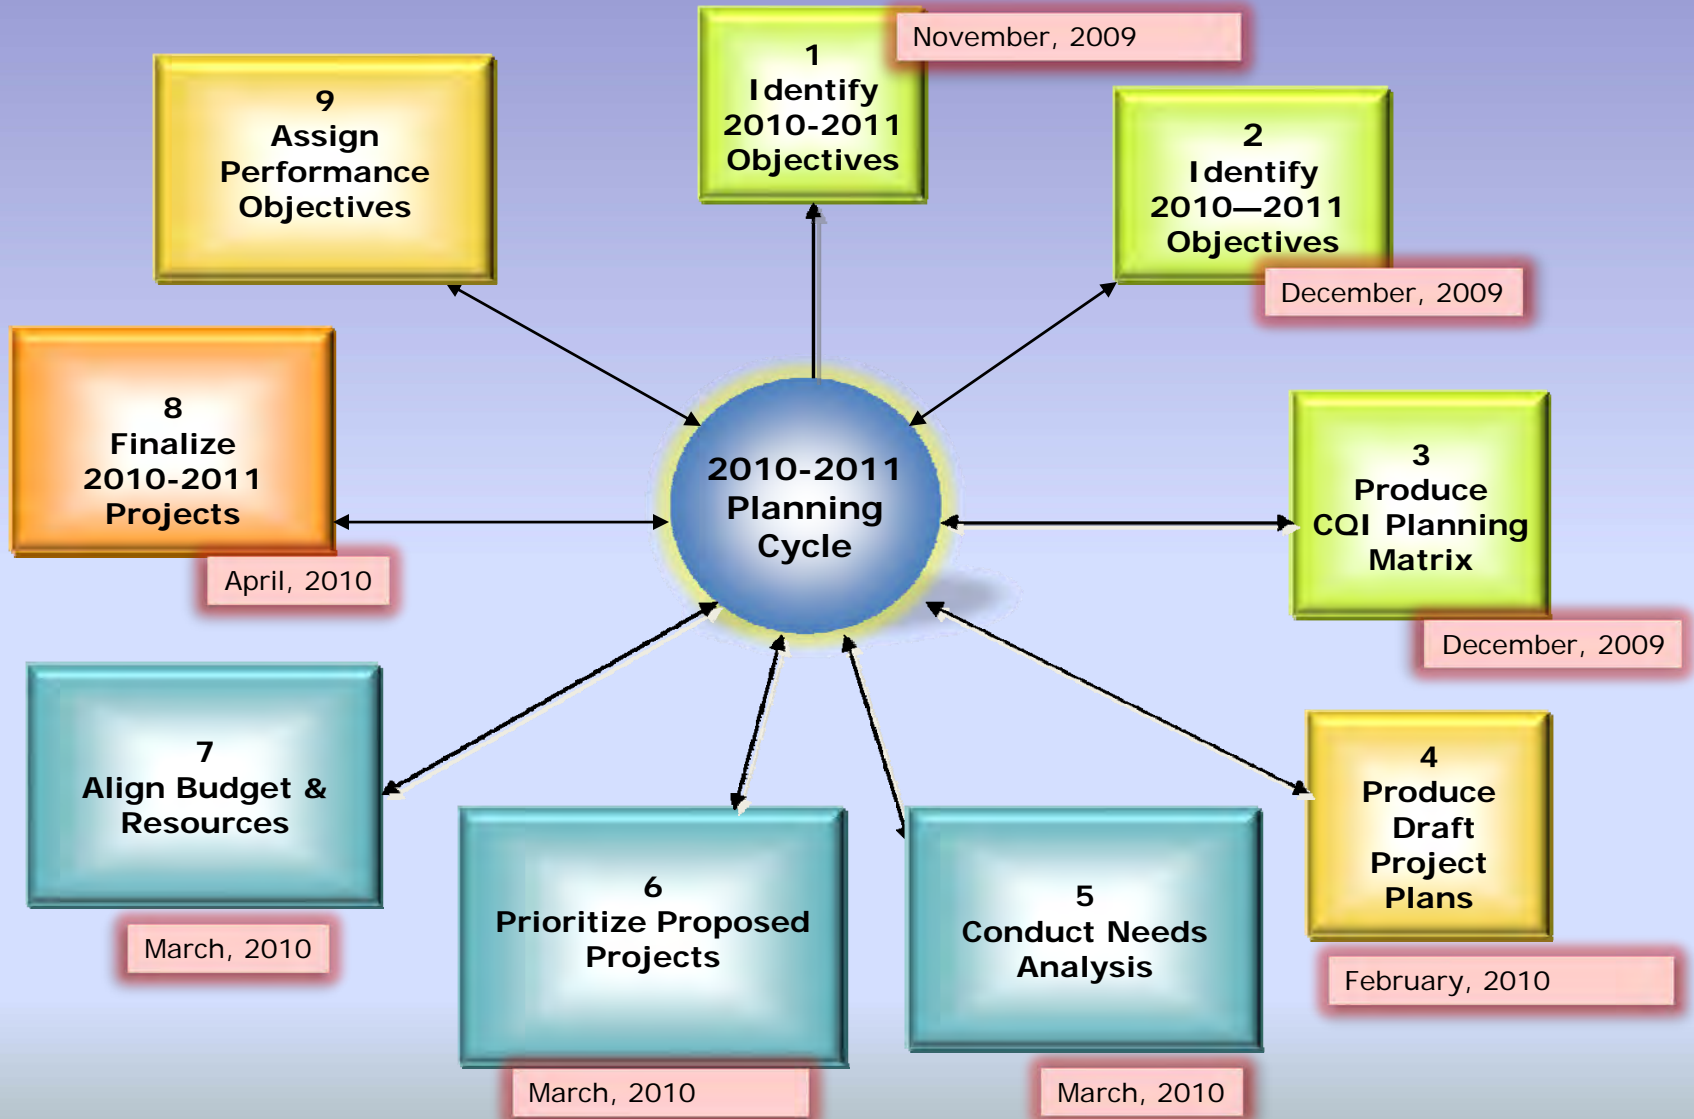 1
Identify
2010-2011
Objectives
November, 2009
2
Identify
2010—2011
Objectives
December, 2009
3
Produce
CQI Planning
Matrix
December, 2009
4
Produce
Draft
Project
Plans
February, 2010
5
Conduct Needs
Analysis
March, 2010
6
Prioritize Proposed
Projects
March, 2010
7
Align Budget &
Resources
March, 2010
8
Finalize
2010-2011
Projects
April, 2010
9
Assign
Performance
Objectives
2010-2011
Planning
Cycle